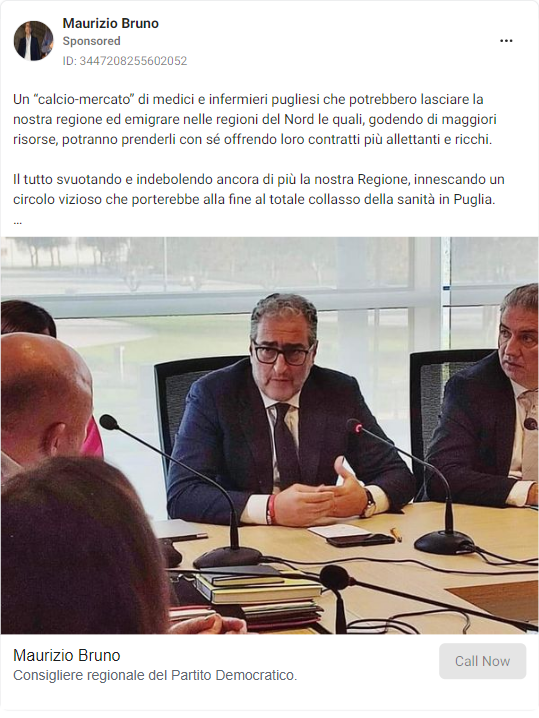 Maurizio Bruno
Sponsored
ID: 3447208255602052
Un “calcio-mercato” di medici e infermieri pugliesi che potrebbero lasciare la
nostra regione ed emigrare nelle regioni del Nord le quali, godendo di maggiori
risorse, potranno prenderli con sé offrendo loro contratti più allettanti e ricchi.
Il tutto svuotando e indebolendo ancora di più la nostra Regione, innescando un
circolo vizioso che porterebbe alla fine al totale collasso della sanità in Puglia.
...
Maurizio Bruno
Consigliere regionale del Partito Democratico.
Call Now